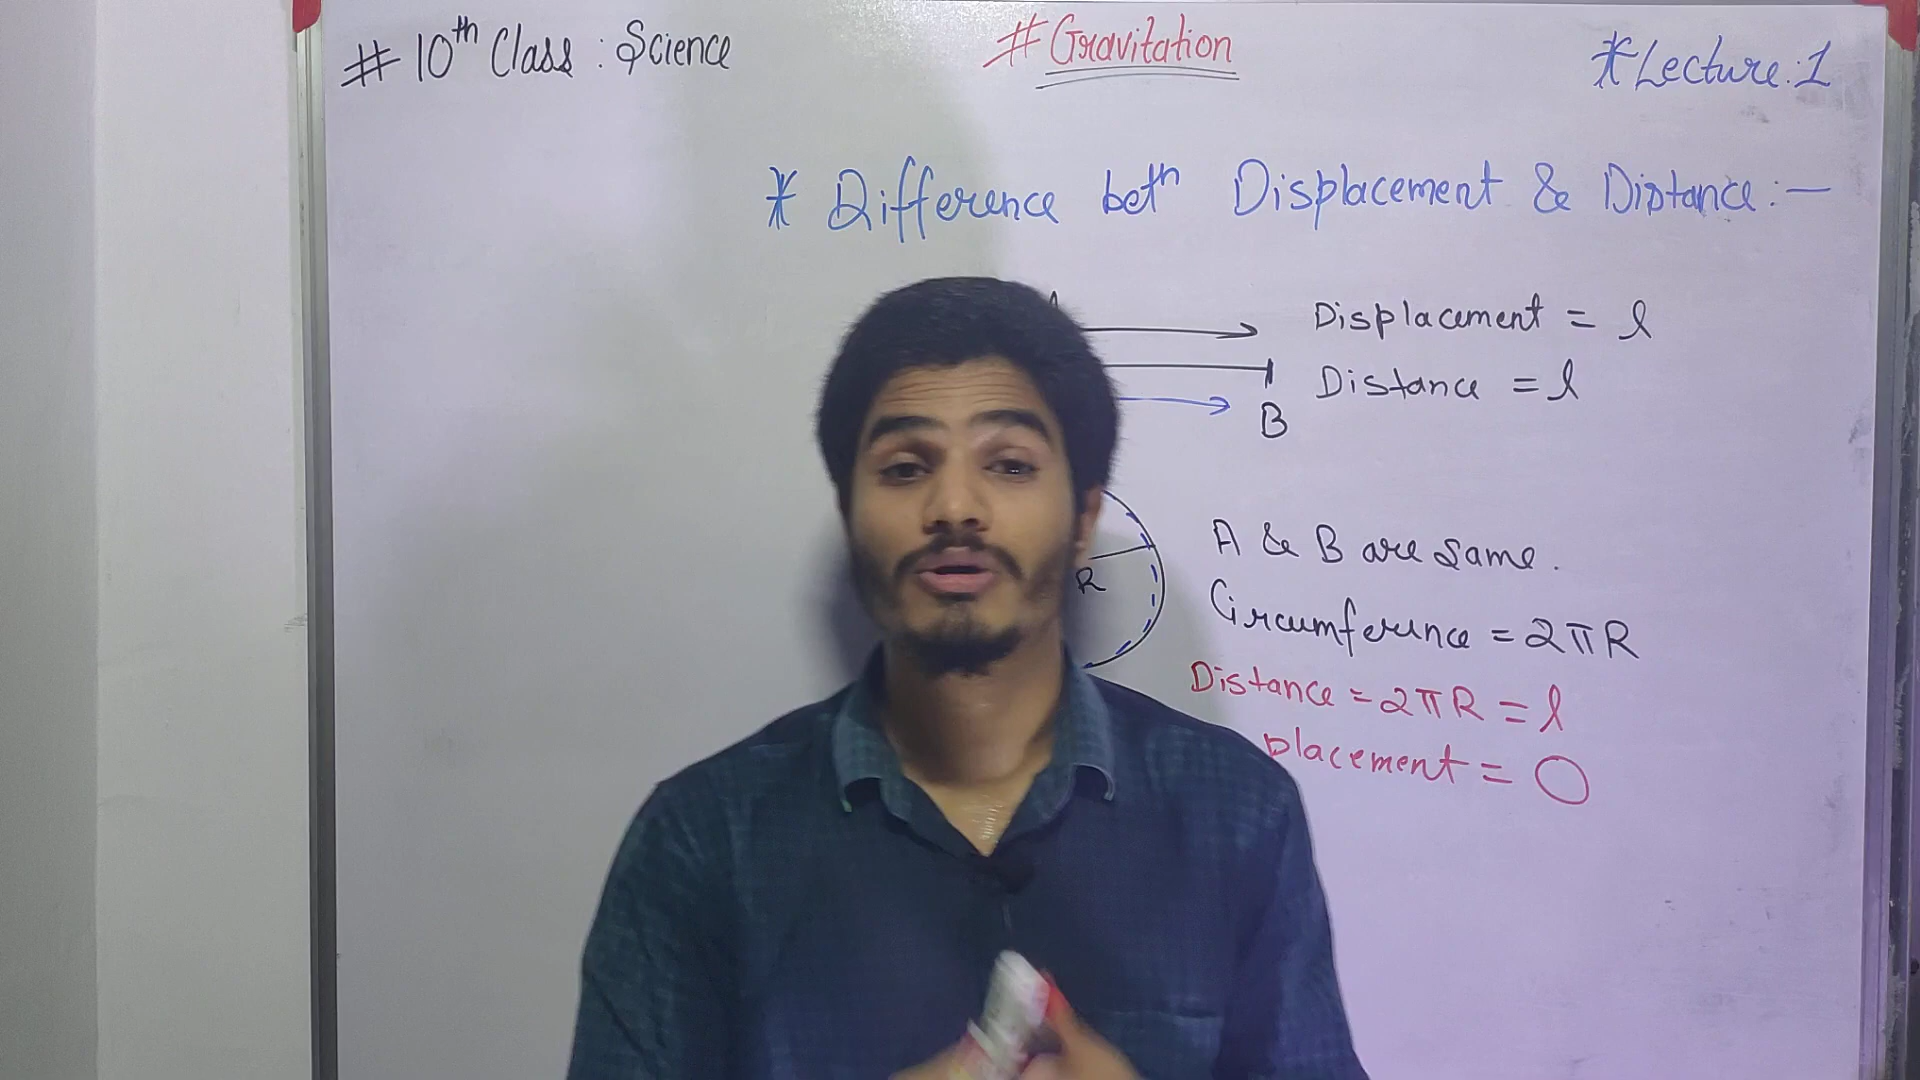 # 10th Class : Science
# Gravitation
* Lecture : 1
* Difference betn Displacement & Distance :—
Displacement = l
Distance = l
B
R
A & B are same.
Circumference = 2πR
Distance = 2πR = l
placement = 0